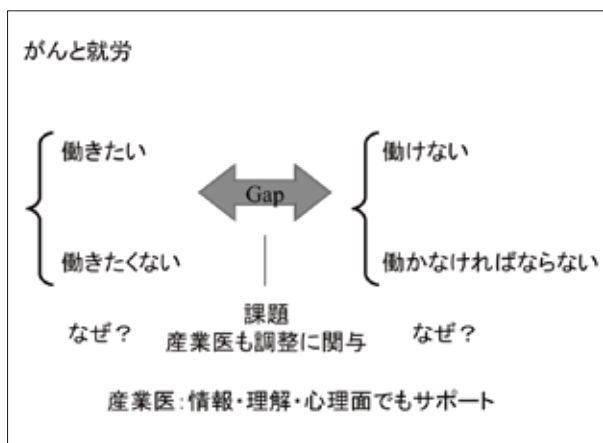 がんと就労
働きたい
働けない
Gap
働きたくない
働かなければならない
なぜ？
課題
産業医も調整に関与
なぜ？
産業医：情報・理解・心理面でもサポート